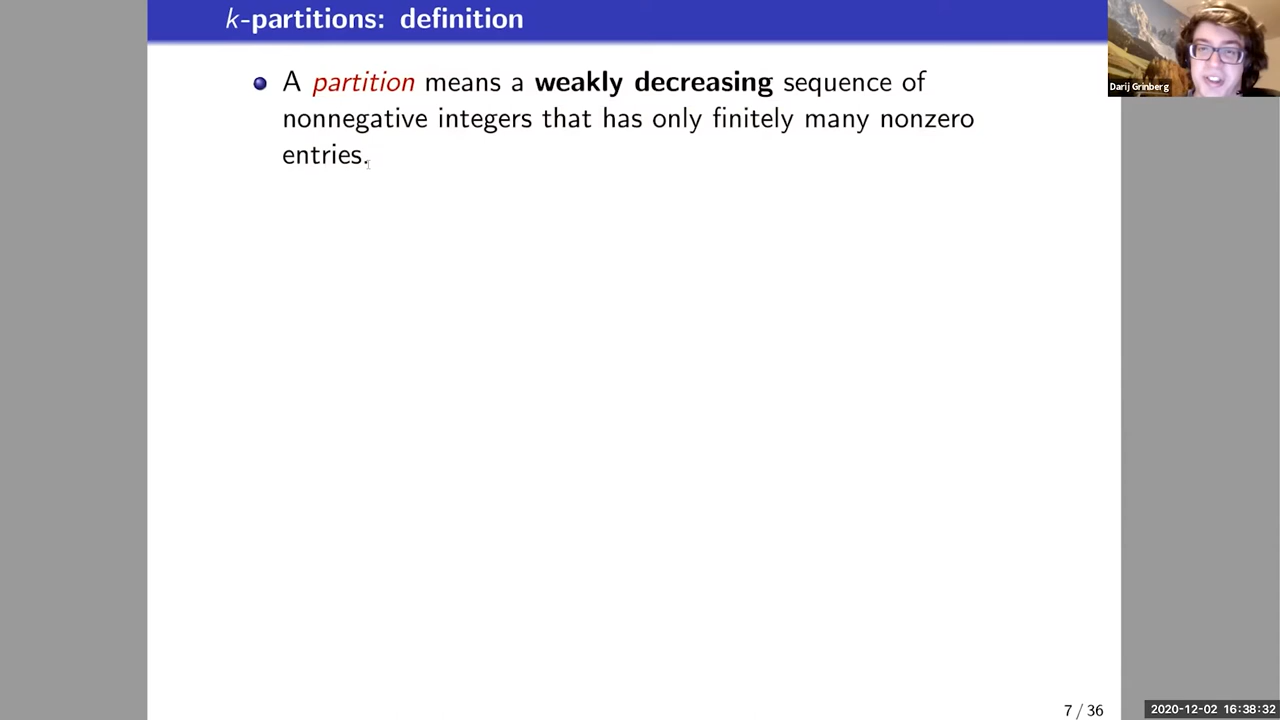 k-partitions: definition
A partition means a weakly decreasing sequence of
nonnegative integers that has only finitely many nonzero
entries.
Darij Grinberg
7 / 36
2020-12-02 16:38:32